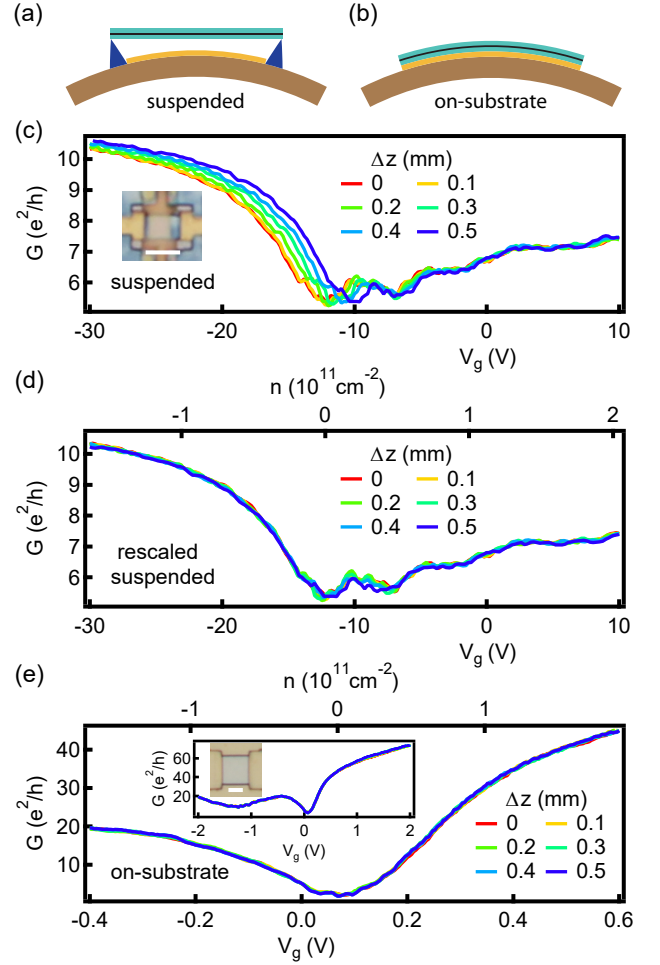 (a)
(b)
suspended
on-substrate
(c)
10
9
8
7
6
G (e²/h)
Δz (mm)
0
0.1
0.2
0.3
0.4
0.5
suspended
-30
-20
-10
0
10
Vg (V)
(d)
n (10¹¹cm⁻²)
-1
0
1
2
10
9
8
7
6
G (e²/h)
Δz (mm)
0
0.1
0.2
0.3
0.4
0.5
rescaled
suspended
-30
-20
-10
0
10
Vg (V)
(e)
n (10¹¹cm⁻²)
-1
0
1
40
30
20
10
G (e²/h)
60
40
20
G (e²/h)
-2
-1
0
1
2
Vg (V)
Δz (mm)
0
0.1
0.2
0.3
0.4
0.5
on-substrate
-0.4
-0.2
0.0
0.2
0.4
0.6
Vg (V)